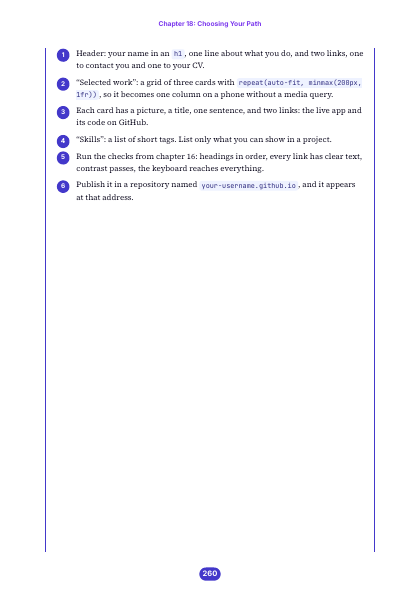 Chapter 18: Choosing Your Path
1 Header: your name in an h1, one line about what you do, and two links, one
to contact you and one to your CV.
2 “Selected work”: a grid of three cards with repeat(auto-fit, minmax(200px,
1fr)), so it becomes one column on a phone without a media query.
3 Each card has a picture, a title, one sentence, and two links: the live app and
its code on GitHub.
4 “Skills”: a list of short tags. List only what you can show in a project.
5 Run the checks from chapter 16: headings in order, every link has clear text,
contrast passes, the keyboard reaches everything.
6 Publish it in a repository named your-username.github.io, and it appears
at that address.
260